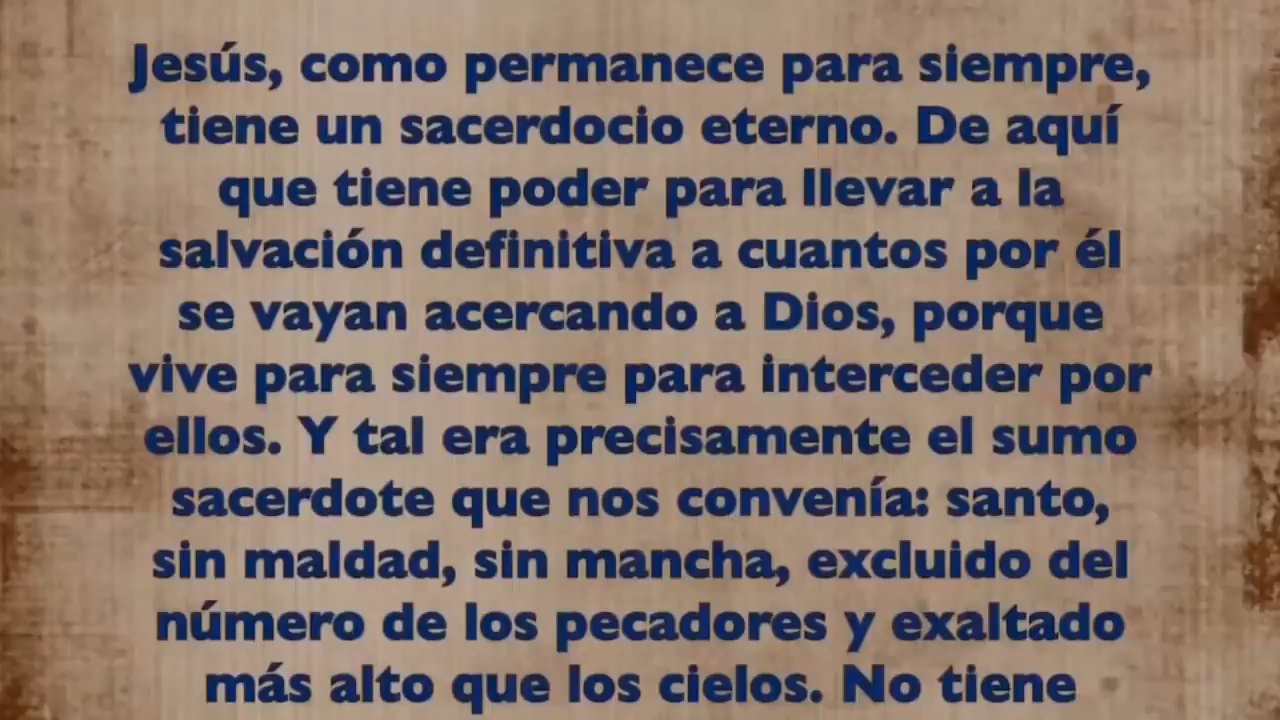 Jesús, como permanece para siempre,
tiene un sacerdocio eterno. De aquí
que tiene poder para llevar a la
salvación definitiva a cuantos por él
se vayan acercando a Dios, porque
vive para siempre para interceder por
ellos. Y tal era precisamente el sumo
sacerdote que nos convenía: santo,
sin maldad, sin mancha, excluido del
número de los pecadores y exaltado
más alto que los cielos. No tiene